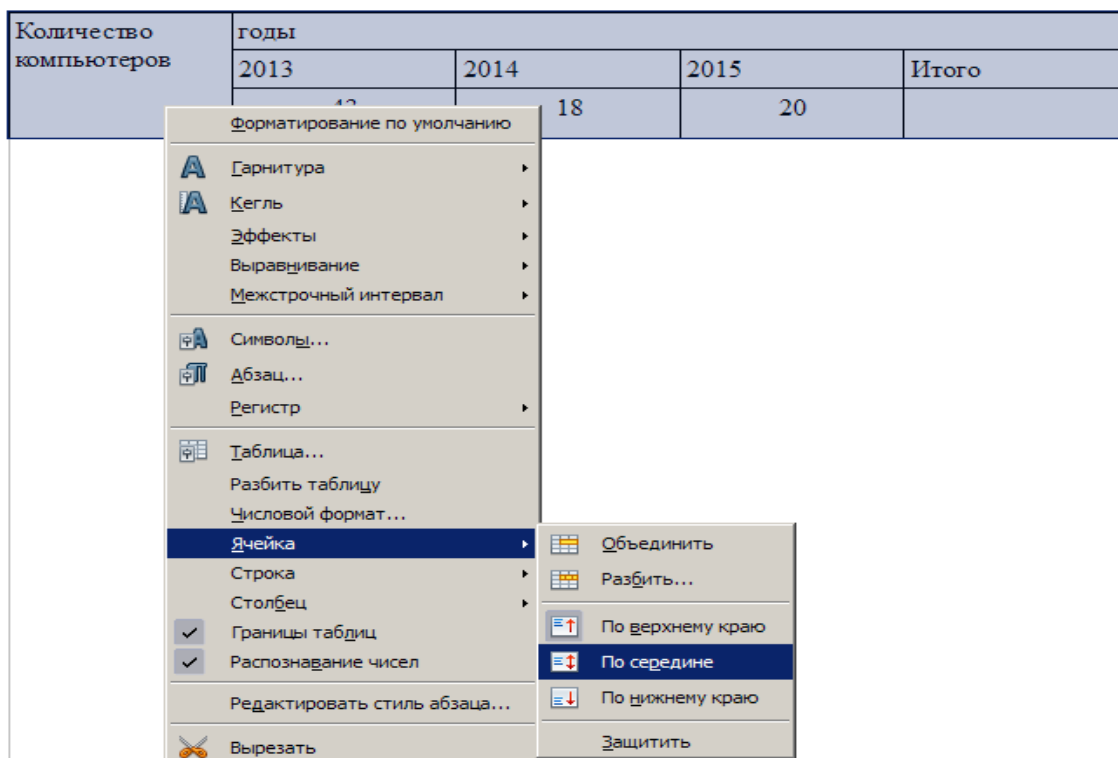 Количество годы
компьютеров 2013 2014 2015 Итого
18 20
Форматирование по умолчанию
Гарнитура
Кегль
Эффекты
Выравнивание
Межстрочный интервал
Символы...
Абзац...
Регистр
Таблица...
Разбить таблицу
Числовой формат...
Ячейка
Строка
Столбец
Границы таблиц
Распознавание чисел
Редактировать стиль абзаца...
Вырезать
Объединить
Разбить...
По верхнему краю
По середине
По нижнему краю
Защитить